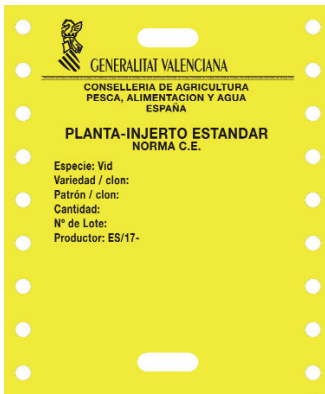 GENERALITAT VALENCIANA
CONSELLERIA DE AGRICULTURA
PESCA, ALIMENTACION Y AGUA
ESPAÑA
PLANTA-INJERTO ESTANDAR
NORMA C.E.
Especie: Vid
Variedad / clon:
Patrón / clon:
Cantidad:
Nº de Lote:
Productor: ES/17-